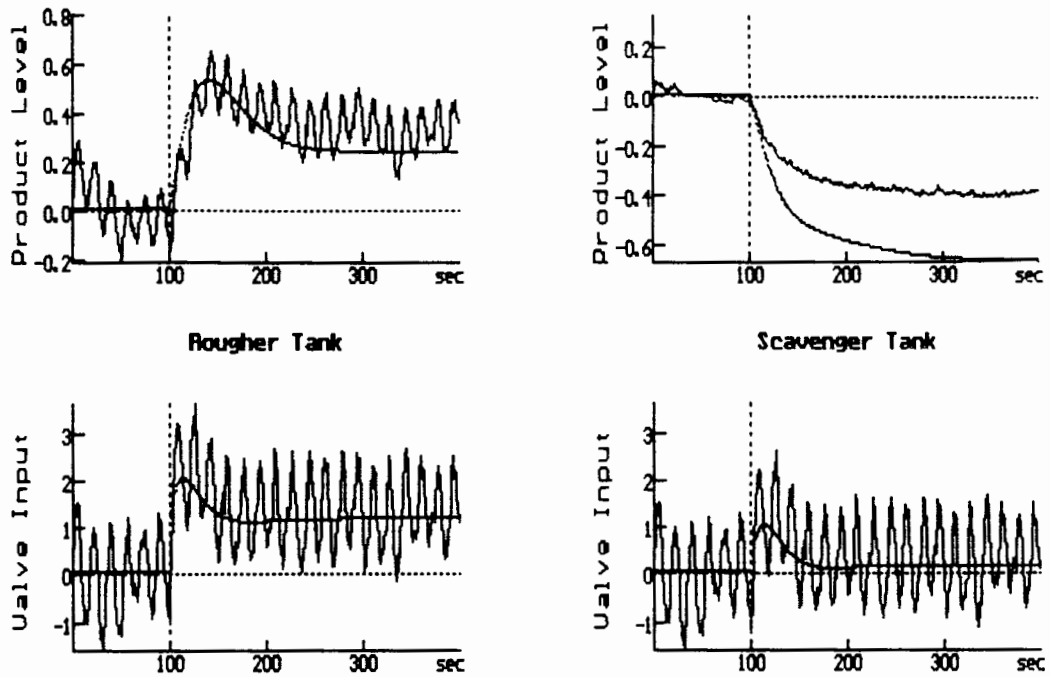 Product Level
0.8
0.6
0.4
0.2
0.0
-0.2
100 200 300 sec
Product Level
0.2
0.0
-0.2
-0.4
-0.6
100 200 300 sec
Rougher Tank
Scavenger Tank
Valve Input
3
2
1
0
-1
100 200 300 sec
Valve Input
3
2
1
0
-1
100 200 300 sec